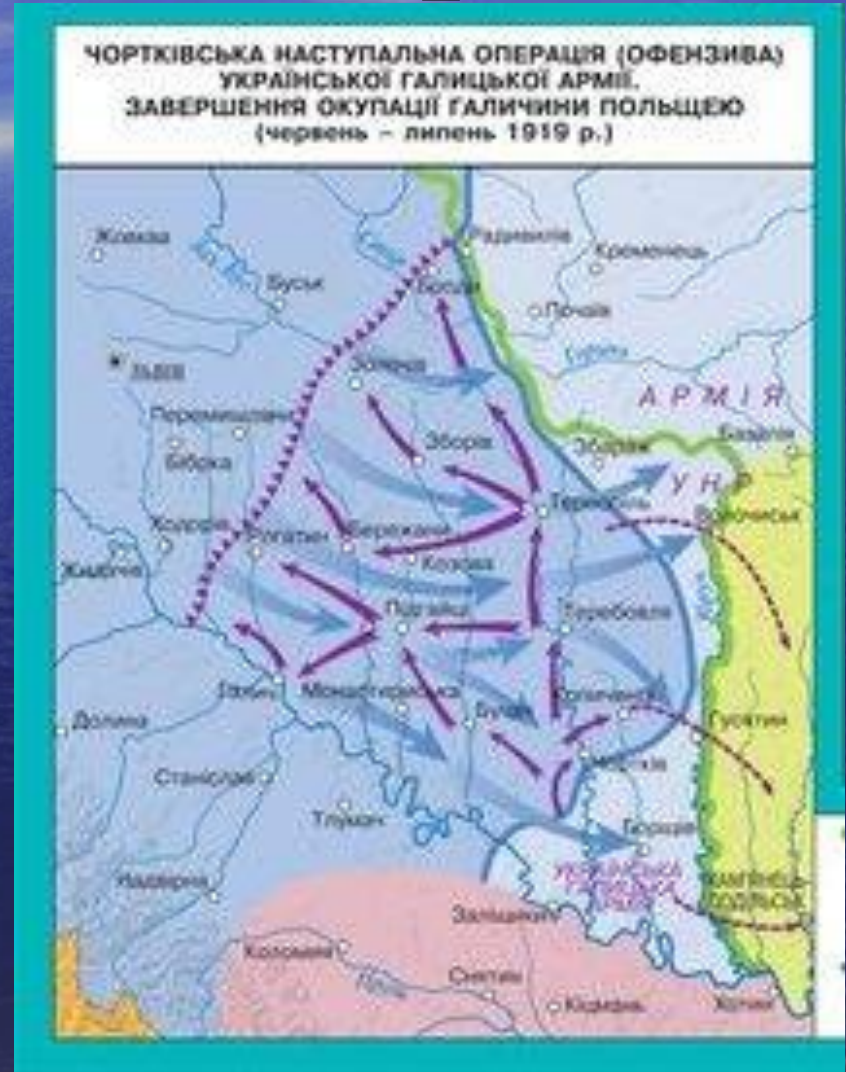 ЧОРТКІВСЬКА НАСТУПАЛЬНА ОПЕРАЦІЯ (ОФЕНЗИВА)
УКРАЇНСЬКОЇ ГАЛИЦЬКОЇ АРМІЇ.
ЗАВЕРШЕННЯ ОКУПАЦІЇ ГАЛИЧИНИ ПОЛЬЩЕЮ
(червень – липень 1919 р.)
Жовква
Радивилів
Кременець
Буськ
Броди
Почаїв
ЛЬВІВ
Золочів
АРМІЯ
Перемишляни
Зборів
Збараж
Базалія
Бібрка
УНР
Тернопіль
Волочиськ
Ходорів
Рогатин
Бережани
Козова
Жидачів
Підгайці
Теребовля
Галич
Монастириська
Копичинці
Долина
Бучач
Гусятин
Станіслав
Чортків
Тлумач
Борщів
УКРАЇНСЬКА
ГАЛИЦЬКА
АРМІЯ
КАМ'ЯНЕЦЬ-
ПОДІЛЬСЬК
Надвірна
Заліщики
Коломия
Снятин
Кіцмань
Хотин